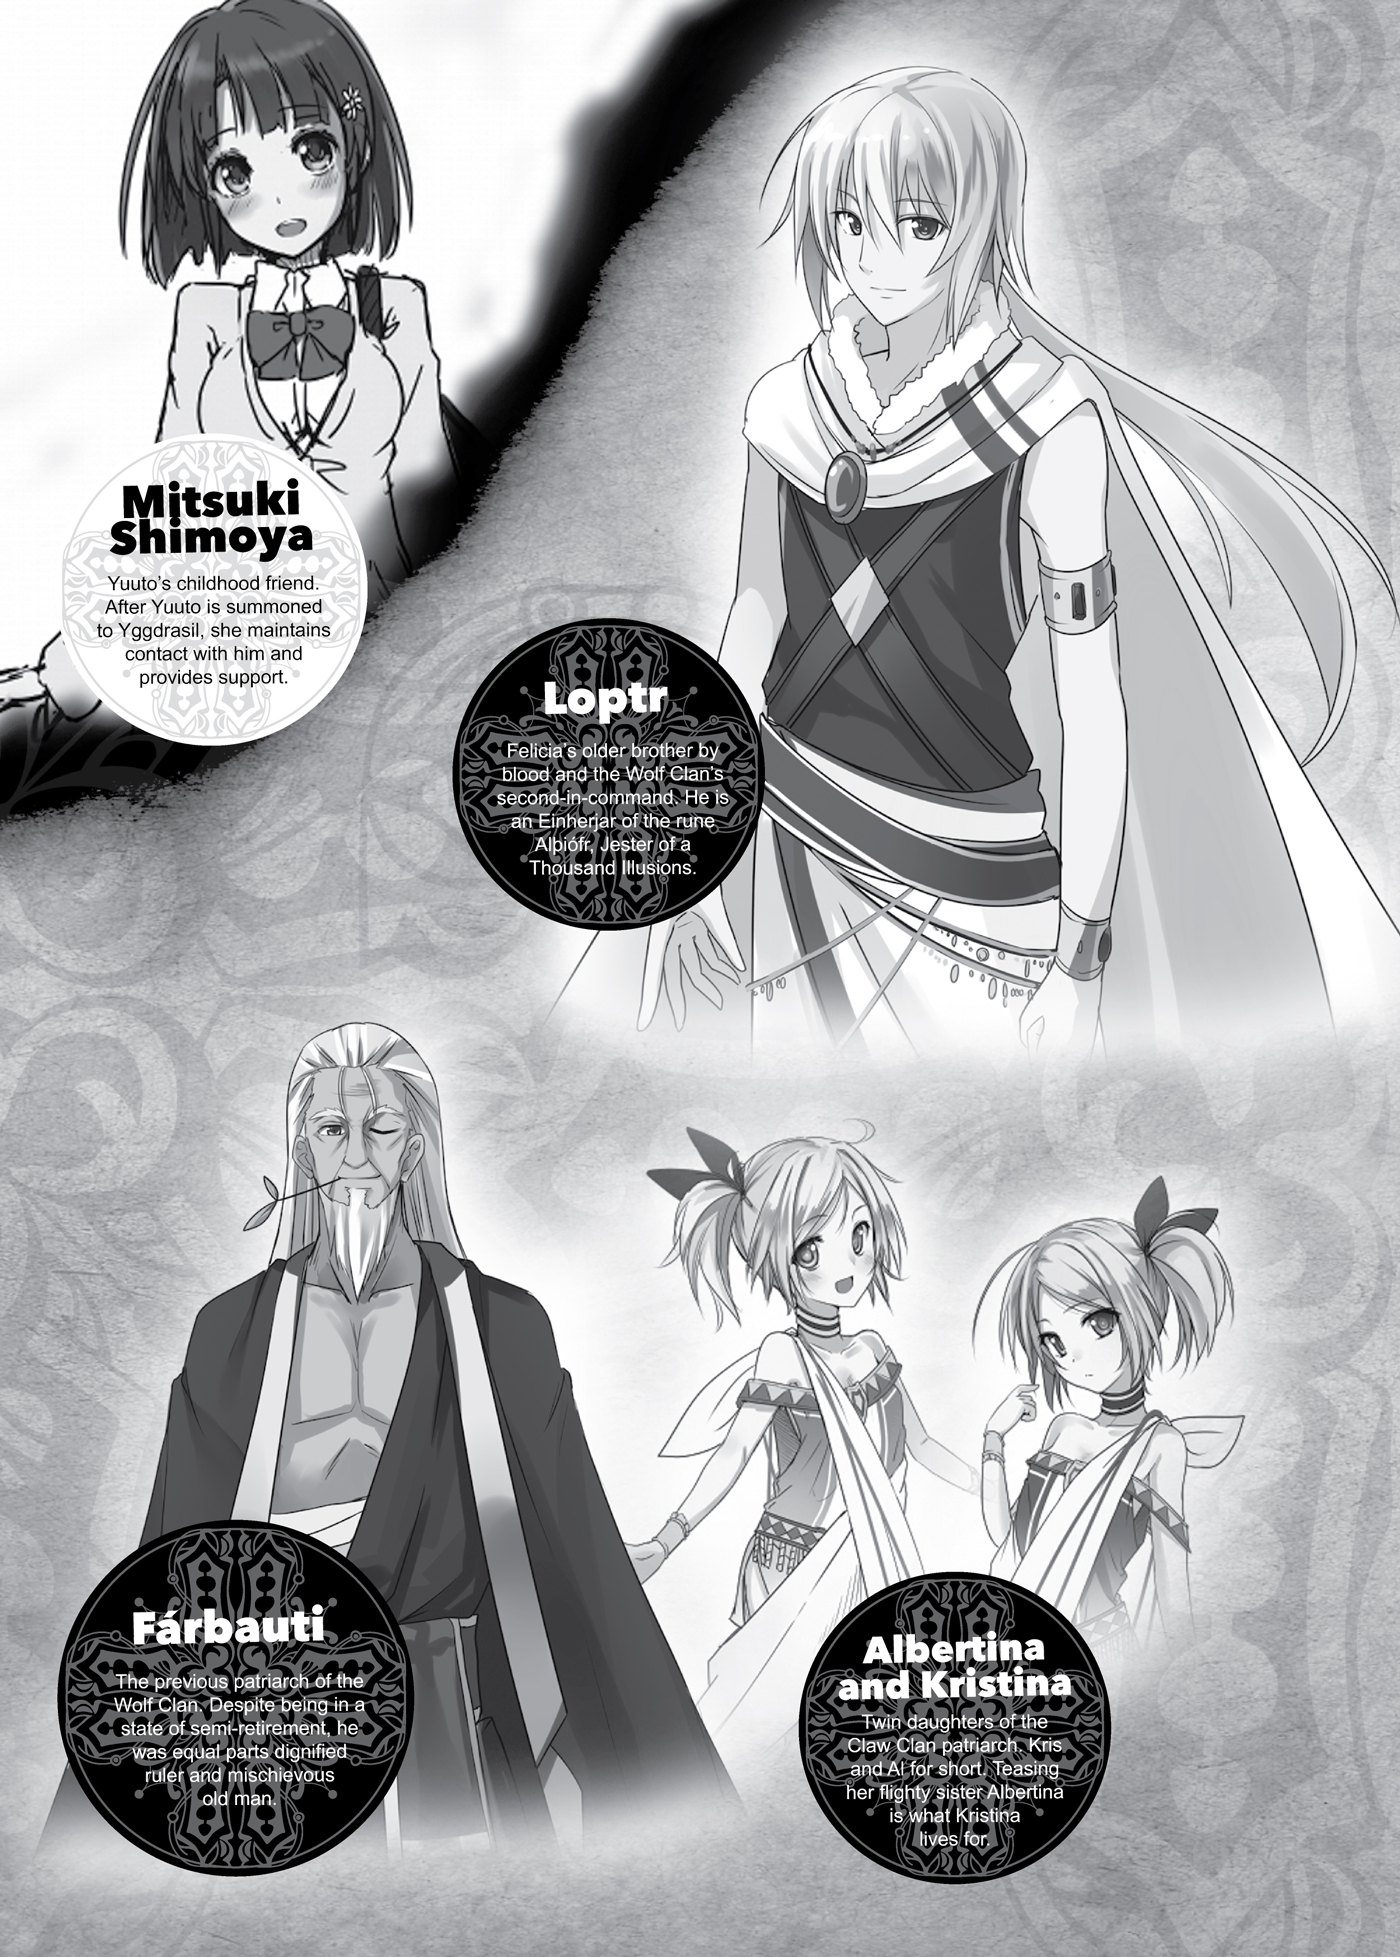 Mitsuki
Shimoya
Yuuto's childhood friend.
After Yuuto is summoned
to Yggdrasil, she maintains
contact with him and
provides support.
Loptr
Felicia's older brother by
blood and the Wolf Clan's
second-in-command. He is
an Einherjar of the rune
Alþiófr, Jester of a
Thousand Illusions.
Fárbauti
The previous patriarch of the
Wolf Clan. Despite being in a
state of semi-retirement, he
was equal parts dignified
ruler and mischievous
old man.
Albertina
and Kristina
Twin daughters of the
Claw Clan patriarch, Kris
and Al for short. Teasing
her flighty sister Albertina
is what Kristina
lives for.